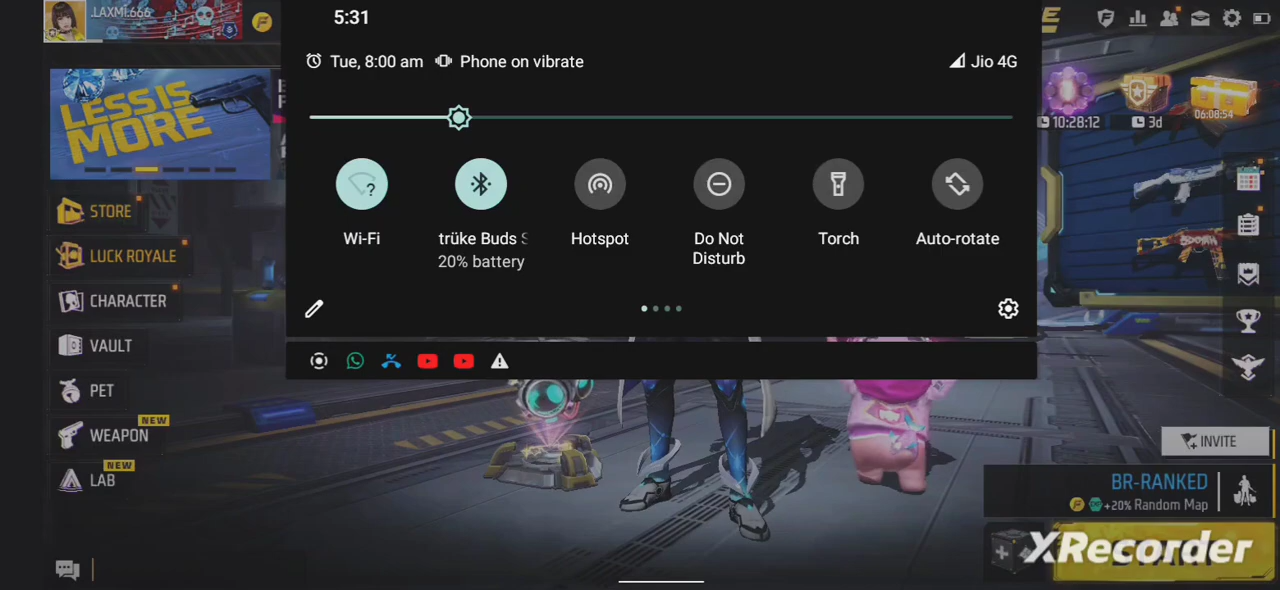 .LAXMI.666
5:31
Tue, 8:00 am
Phone on vibrate
Jio 4G
LESS IS
MORE
10:28:12
3d
06:08:54
Wi-Fi
trüke Buds S
20% battery
Hotspot
Do Not
Disturb
Torch
Auto-rotate
STORE
LUCK ROYALE
CHARACTER
VAULT
PET
NEW
WEAPON
NEW
LAB
INVITE
BR-RANKED
+20% Random Map
XRecorder